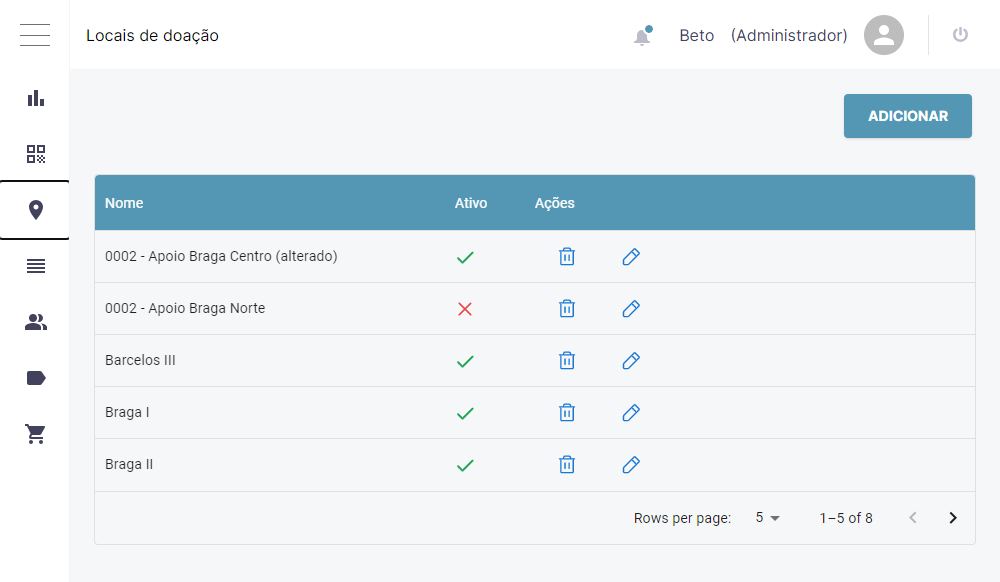 Locais de doação
Beto (Administrador)
ADICIONAR
Nome Ativo Ações
0002 - Apoio Braga Centro (alterado)
0002 - Apoio Braga Norte
Barcelos III
Braga I
Braga II
Rows per page: 5 1–5 of 8